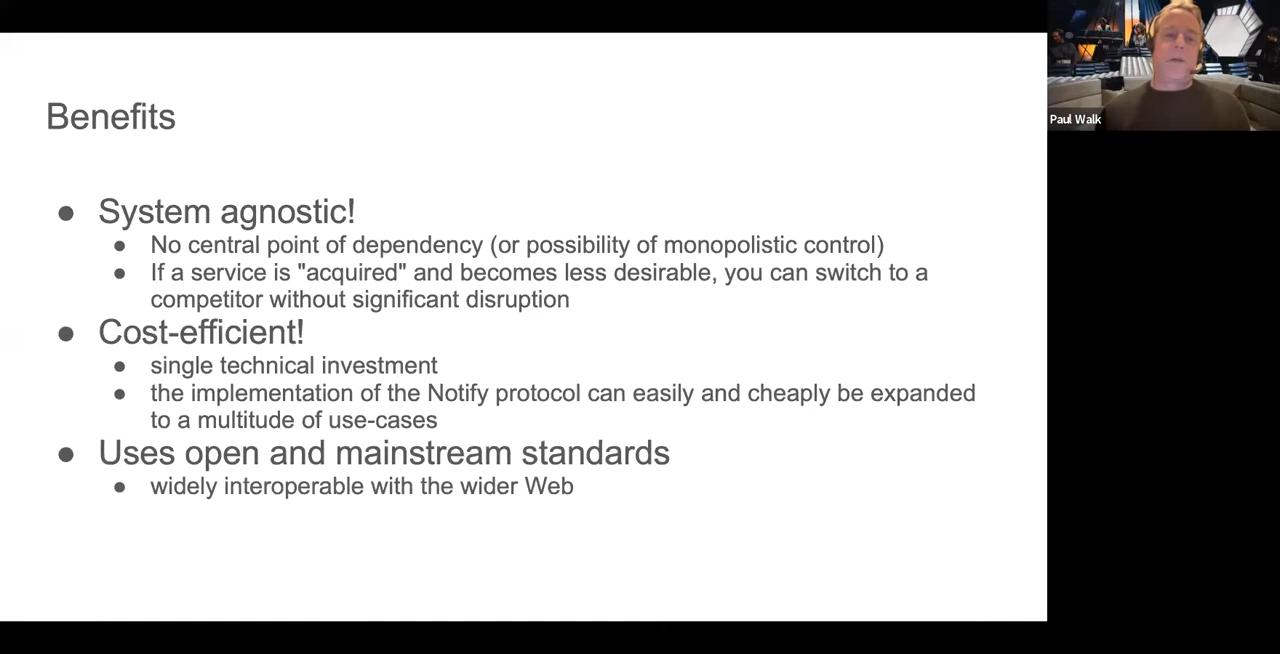 Benefits
● System agnostic!
● No central point of dependency (or possibility of monopolistic control)
● If a service is "acquired" and becomes less desirable, you can switch to a
competitor without significant disruption
● Cost-efficient!
● single technical investment
● the implementation of the Notify protocol can easily and cheaply be expanded
to a multitude of use-cases
● Uses open and mainstream standards
● widely interoperable with the wider Web
Paul Walk